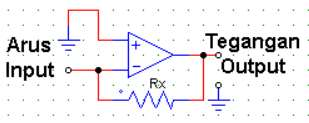 Arus
Input
Tegangan
Output
+
−
Rx